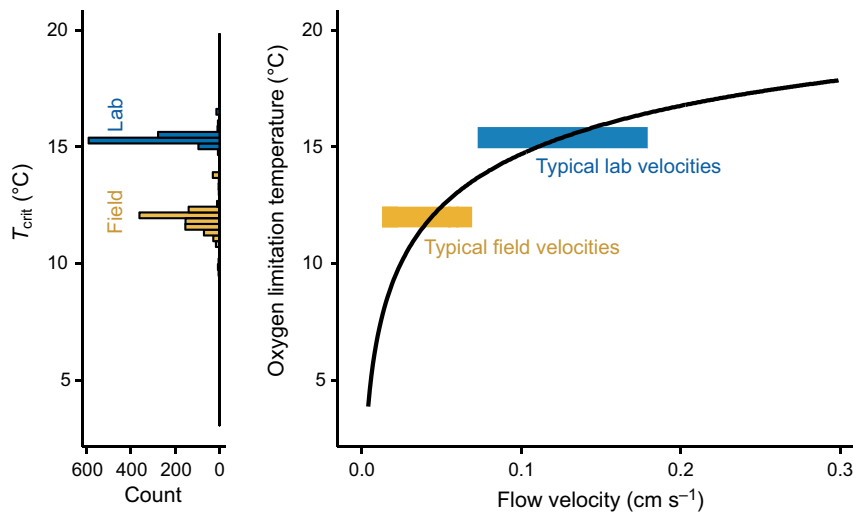 20
15
10
5
T crit (°C)
Lab
Field
600 400 200 0
Count
20
15
10
5
Oxygen limitation temperature (°C)
Typical lab velocities
Typical field velocities
0.0 0.1 0.2 0.3
Flow velocity (cm s–1)